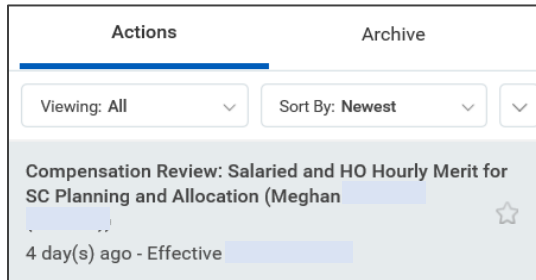 Actions Archive
Viewing: All Sort By: Newest
Compensation Review: Salaried and HO Hourly Merit for
SC Planning and Allocation (Meghan
4 day(s) ago - Effective